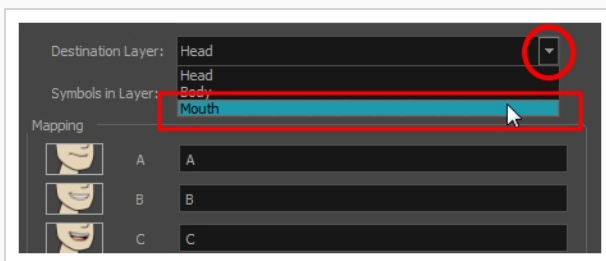 Destination Layer: Head
Head
Symbols in Layer: Body
Mouth
Mapping
A A
B B
C C